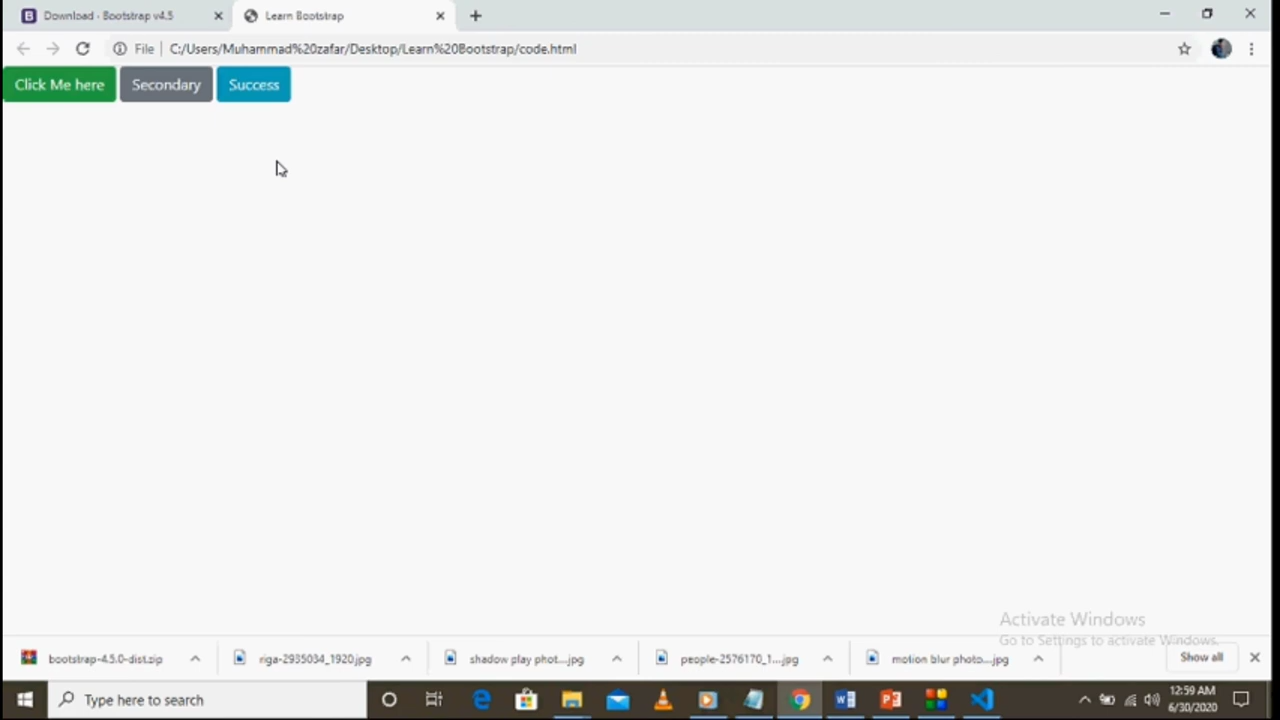 Download · Bootstrap v4.5
Learn Bootstrap
File
C:/Users/Muhammad%20zafar/Desktop/Learn%20Bootstrap/code.html
Click Me here
Secondary
Success
Activate Windows
Go to Settings to activate Windows.
bootstrap-4.5.0-dist.zip
riga-2935034_1920.jpg
shadow play phot....jpg
people-2576170_1....jpg
motion blur photo....jpg
Show all
Type here to search
12:59 AM
6/30/2020